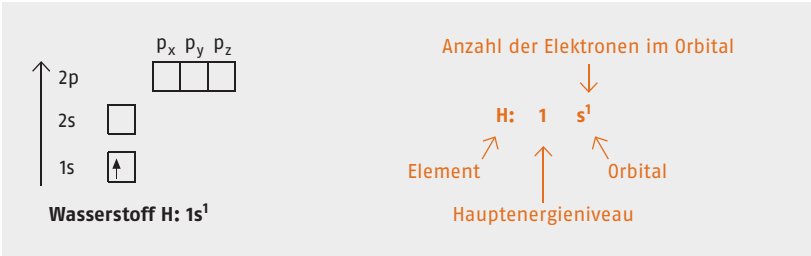 px py pz
2p
2s
1s
Wasserstoff H: 1s¹
Anzahl der Elektronen im Orbital
H: 1 s¹
Element
Orbital
Hauptenergieniveau